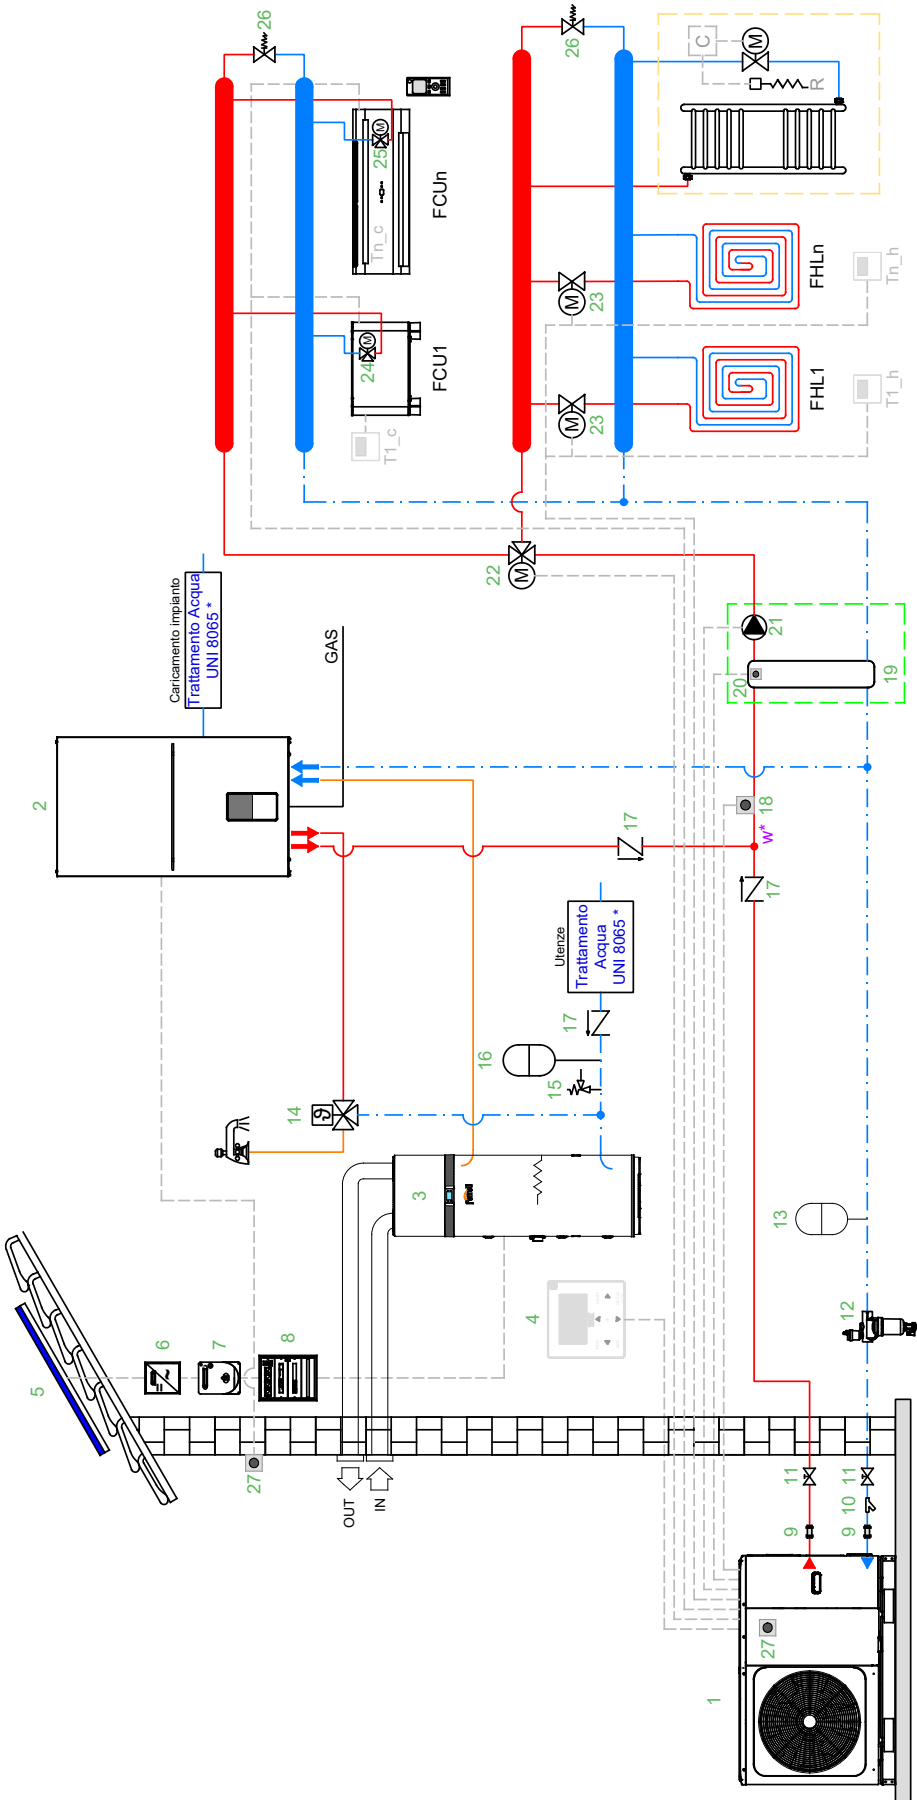 26
25
Tn_c
FCUn
24
T1_c
FCU1
26
C
M
R
M
23
FHLn
Tn_h
M
23
FHL1
T1_h
M
M
22
M
21
20
19
Caricamento impianto
Trattamento Acqua
UNI 8065 *
GAS
2
17
18
w*
17
Utenze
Trattamento
Acqua
UNI 8065 *
17
16
15
14
3
ferroli
4
13
12
5
6
7
8
27
OUT
IN
11
11
10
9
9
27
1